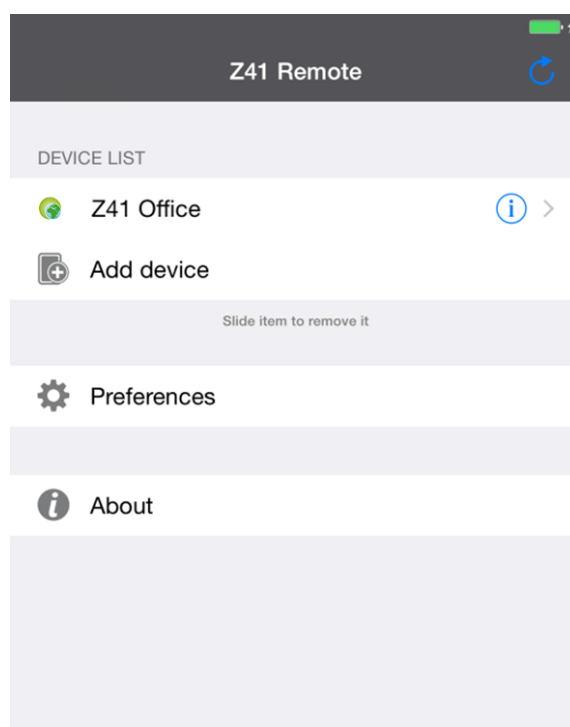 Z41 Remote
DEVICE LIST
Z41 Office
Add device
Slide item to remove it
Preferences
About